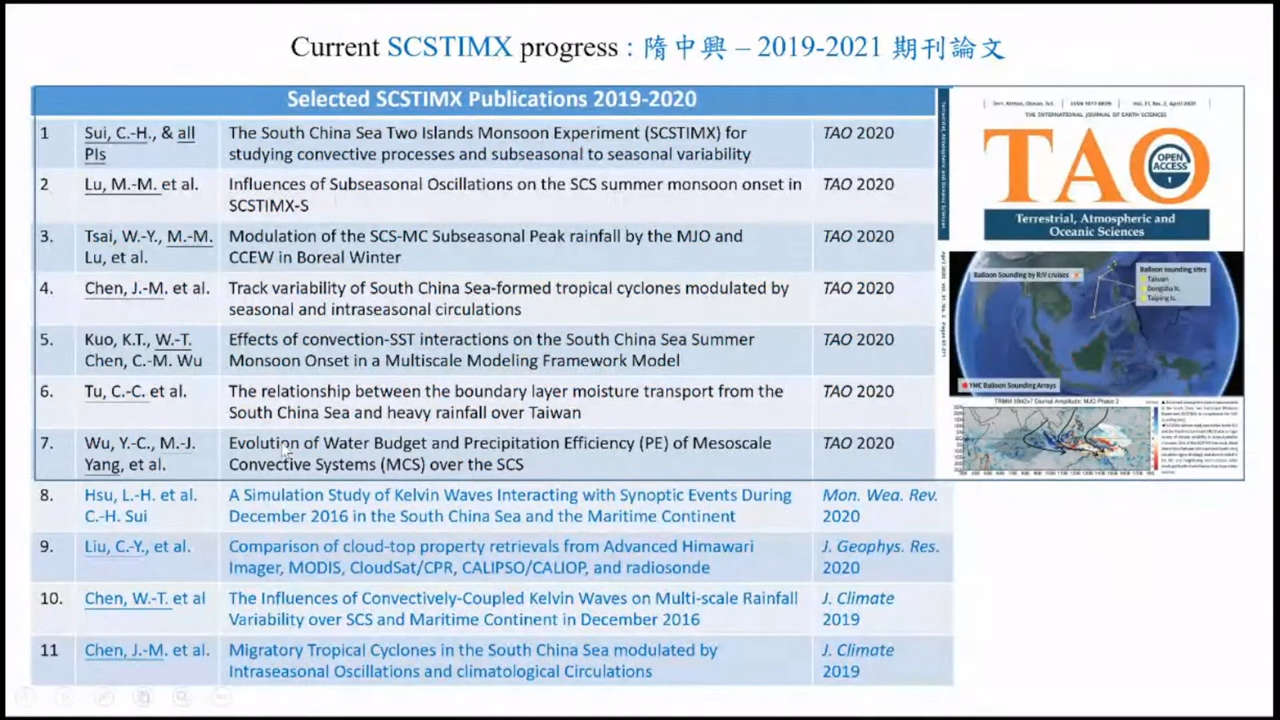 Current SCSTIMX progress : 隋中興 – 2019-2021 期刊論文
Selected SCSTIMX Publications 2019-2020
1 Sui, C.-H., & all The South China Sea Two Islands Monsoon Experiment (SCSTIMX) for TAO 2020
PIs studying convective processes and subseasonal to seasonal variability
2 Lu, M.-M. et al. Influences of Subseasonal Oscillations on the SCS summer monsoon onset in TAO 2020
SCSTIMX-S
3. Tsai, W.-Y., M.-M. Modulation of the SCS-MC Subseasonal Peak rainfall by the MJO and TAO 2020
Lu, et al. CCEW in Boreal Winter
4. Chen, J.-M. et al. Track variability of South China Sea-formed tropical cyclones modulated by TAO 2020
seasonal and intraseasonal circulations
5. Kuo, K.T., W.-T. Effects of convection-SST interactions on the South China Sea Summer TAO 2020
Chen, C.-M. Wu Monsoon Onset in a Multiscale Modeling Framework Model
6. Tu, C.-C. et al. The relationship between the boundary layer moisture transport from the TAO 2020
South China Sea and heavy rainfall over Taiwan
7. Wu, Y.-C., M.-J. Evolution of Water Budget and Precipitation Efficiency (PE) of Mesoscale TAO 2020
Yang, et al. Convective Systems (MCS) over the SCS
8. Hsu, L.-H. et al. A Simulation Study of Kelvin Waves Interacting with Synoptic Events During Mon. Wea. Rev.
C.-H. Sui December 2016 in the South China Sea and the Maritime Continent 2020
9. Liu, C.-Y., et al. Comparison of cloud-top property retrievals from Advanced Himawari J. Geophys. Res.
Imager, MODIS, CloudSat/CPR, CALIPSO/CALIOP, and radiosonde 2020
10. Chen, W.-T. et al The Influences of Convectively-Coupled Kelvin Waves on Multi-scale Rainfall J. Climate
Variability over SCS and Maritime Continent in December 2016 2019
11 Chen, J.-M. et al. Migratory Tropical Cyclones in the South China Sea modulated by J. Climate
Intraseasonal Oscillations and climatological Circulations 2019
THE INTERNATIONAL JOURNAL OF EARTH SCIENCES
TAO
OPEN
ACCESS
Terrestrial, Atmospheric and
Oceanic Sciences
Balloon Sounding by R/V cruises
Balloon sounding sites
Taiwan
Dongsha Is.
Taiping Is.
YMC Balloon Sounding Arrays
TRMM 3B42v7 Diurnal Amplitude: MJO Phase 2